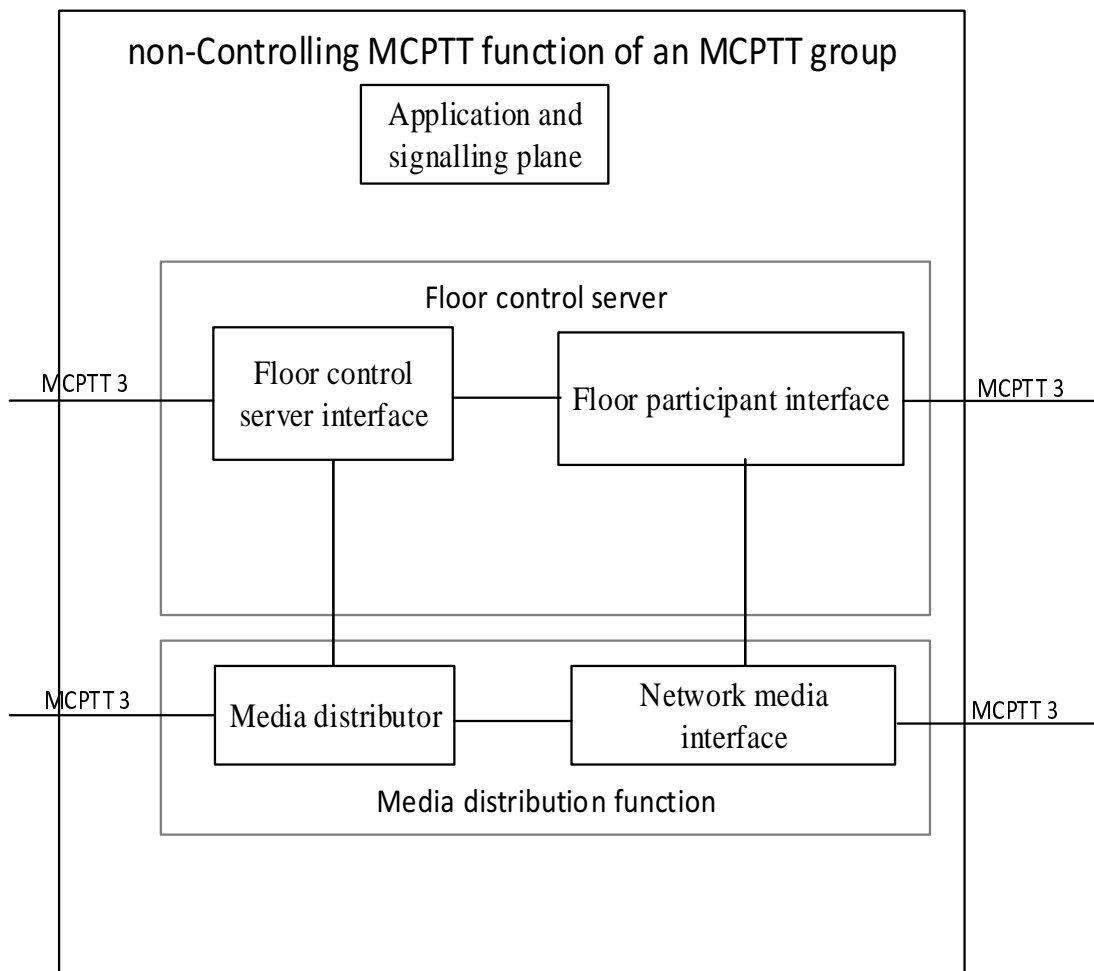 non-Controlling MCPTT function of an MCPTT group
Application and
signalling plane
Floor control server
Floor control
server interface
Floor participant interface
MCPTT 3
MCPTT 3
Media distributor
Network media
interface
MCPTT 3
MCPTT 3
Media distribution function